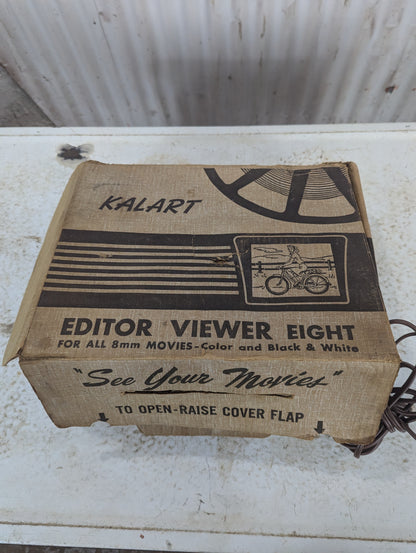 KALART
EDITOR VIEWER EIGHT
FOR ALL 8mm MOVIES-Color and Black & White
"See Your Movies"
TO OPEN-RAISE COVER FLAP